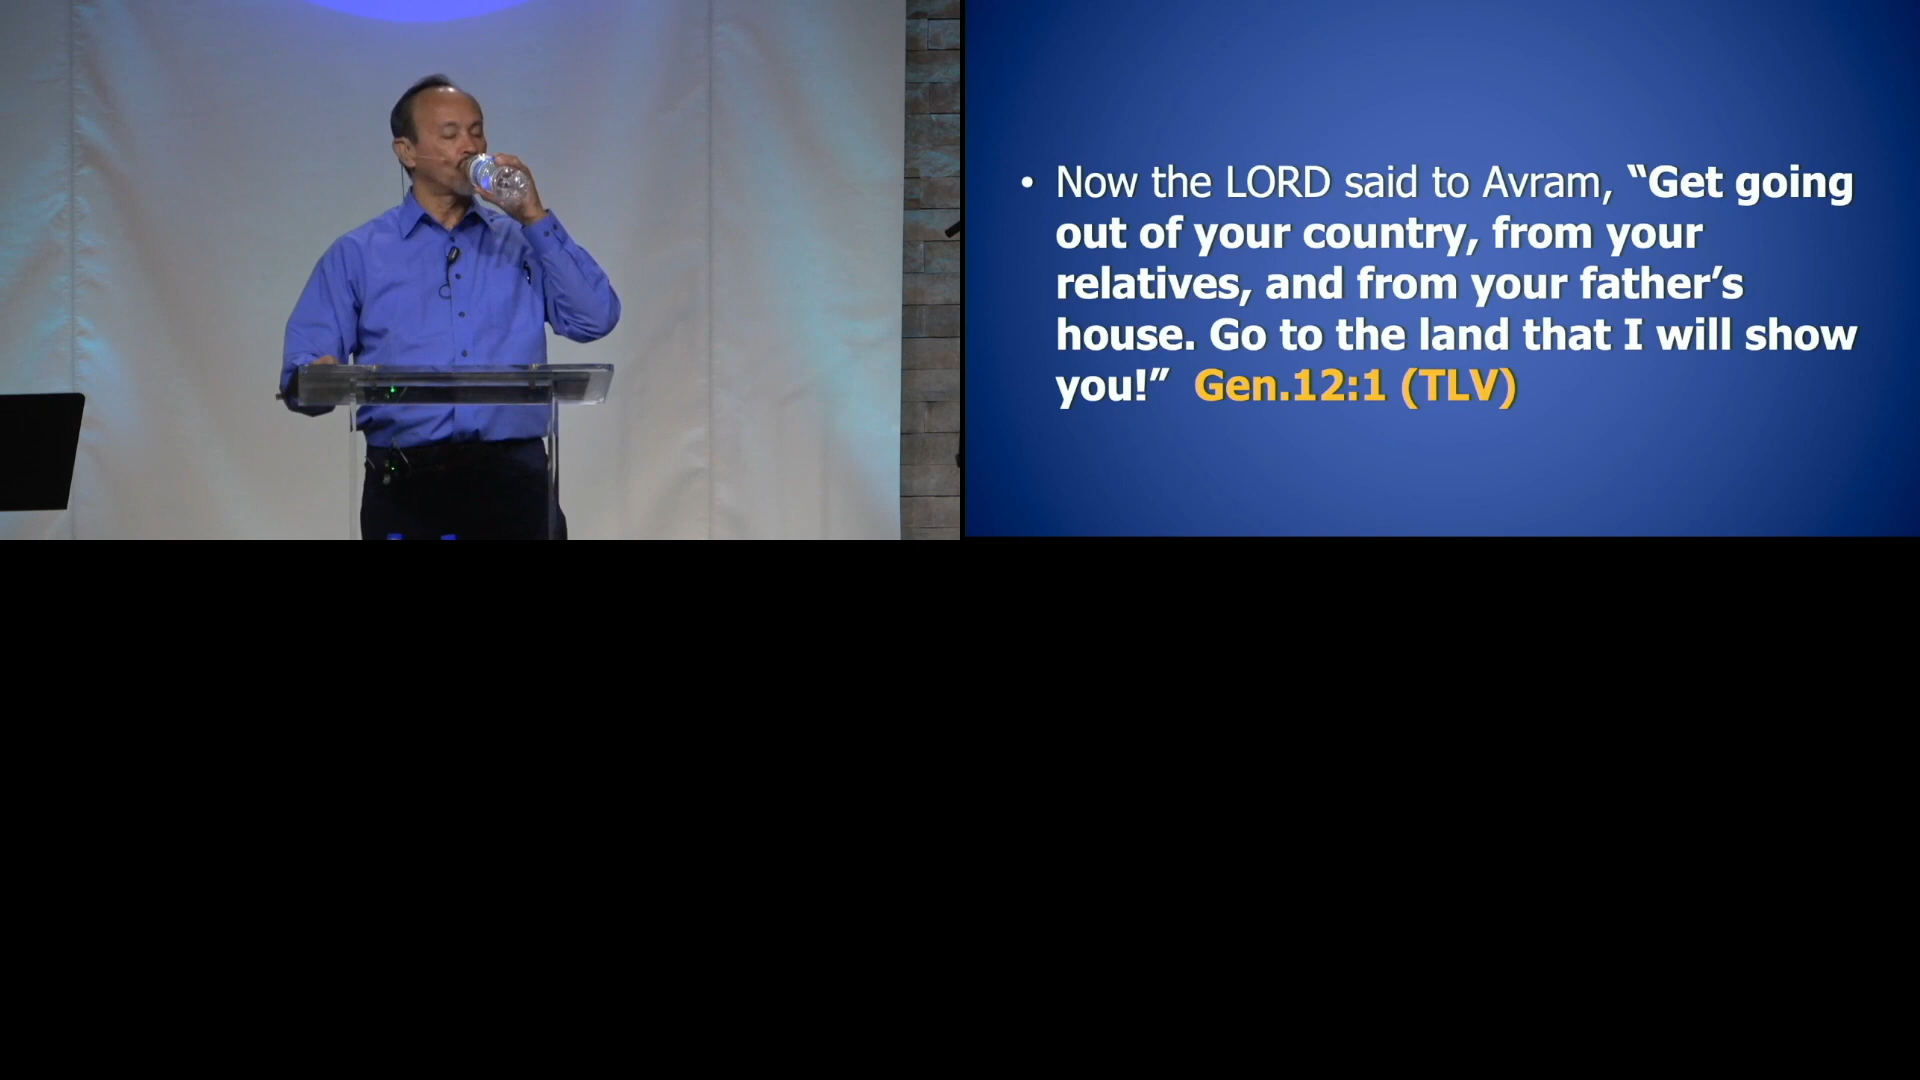 • Now the LORD said to Avram, “Get going
out of your country, from your
relatives, and from your father’s
house. Go to the land that I will show
you!” Gen.12:1 (TLV)